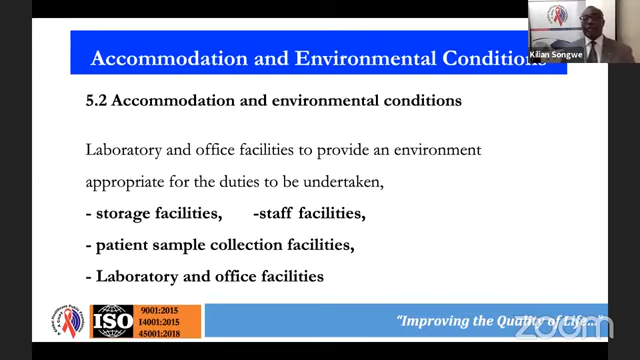 Accommodation and Environmental Conditions
Kilian Songwe
5.2 Accommodation and environmental conditions
Laboratory and office facilities to provide an environment
appropriate for the duties to be undertaken,
- storage facilities, -staff facilities,
- patient sample collection facilities,
- Laboratory and office facilities
ISO
9001:2015
14001:2015
45001:2018
“Improving the Quality of Life...”
zoom